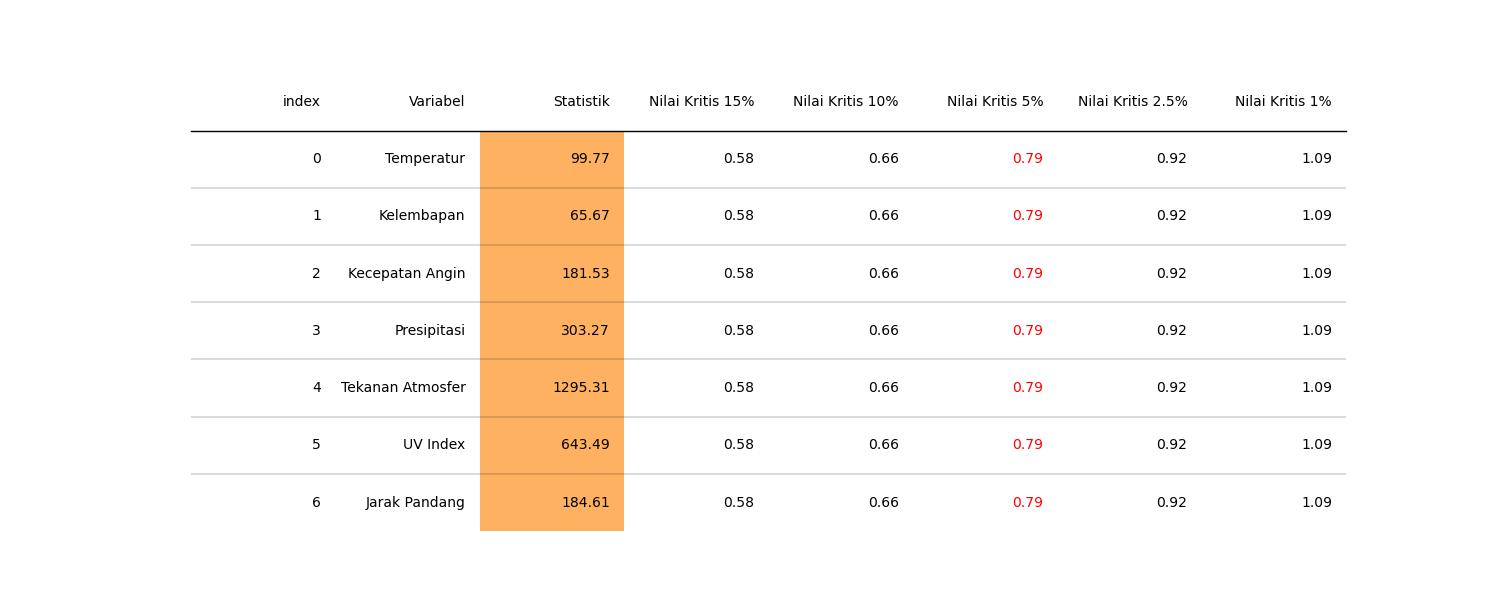 index Variabel Statistik Nilai Kritis 15% Nilai Kritis 10% Nilai Kritis 5% Nilai Kritis 2.5% Nilai Kritis 1%
0 Temperatur 99.77 0.58 0.66 0.79 0.92 1.09
1 Kelembapan 65.67 0.58 0.66 0.79 0.92 1.09
2 Kecepatan Angin 181.53 0.58 0.66 0.79 0.92 1.09
3 Presipitasi 303.27 0.58 0.66 0.79 0.92 1.09
4 Tekanan Atmosfer 1295.31 0.58 0.66 0.79 0.92 1.09
5 UV Index 643.49 0.58 0.66 0.79 0.92 1.09
6 Jarak Pandang 184.61 0.58 0.66 0.79 0.92 1.09